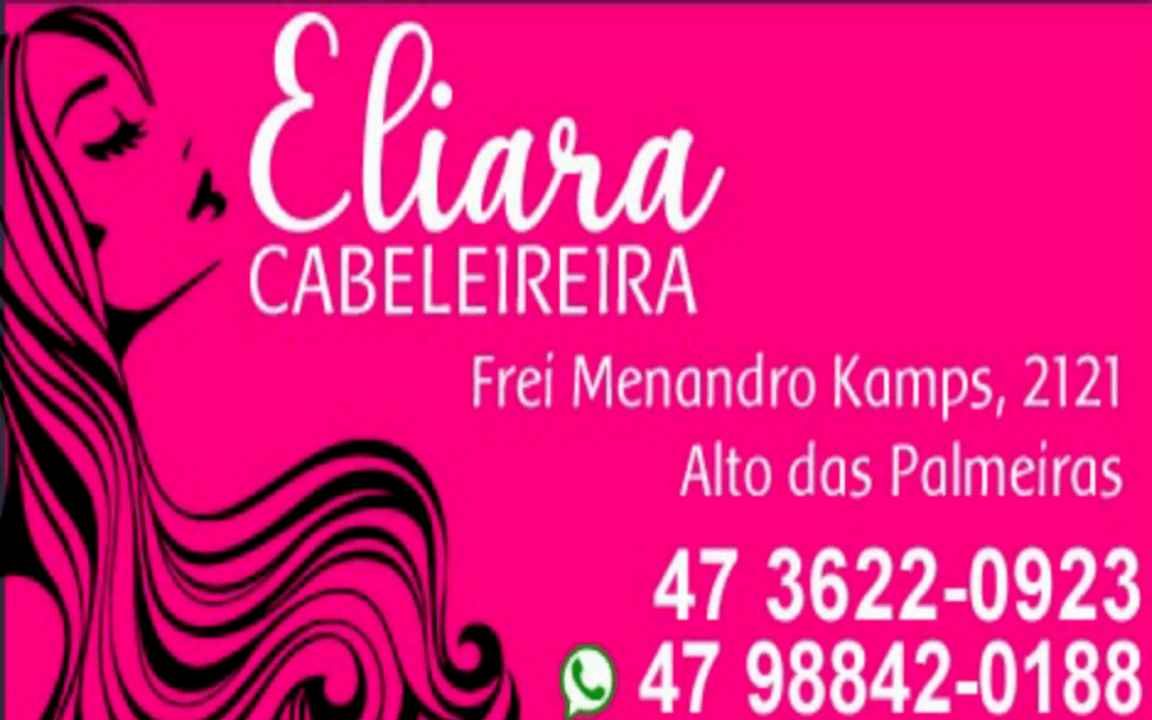 Eliara
CABELEIREIRA
Frei Menandro Kamps, 2121
Alto das Palmeiras
47 3622-0923
47 98842-0188